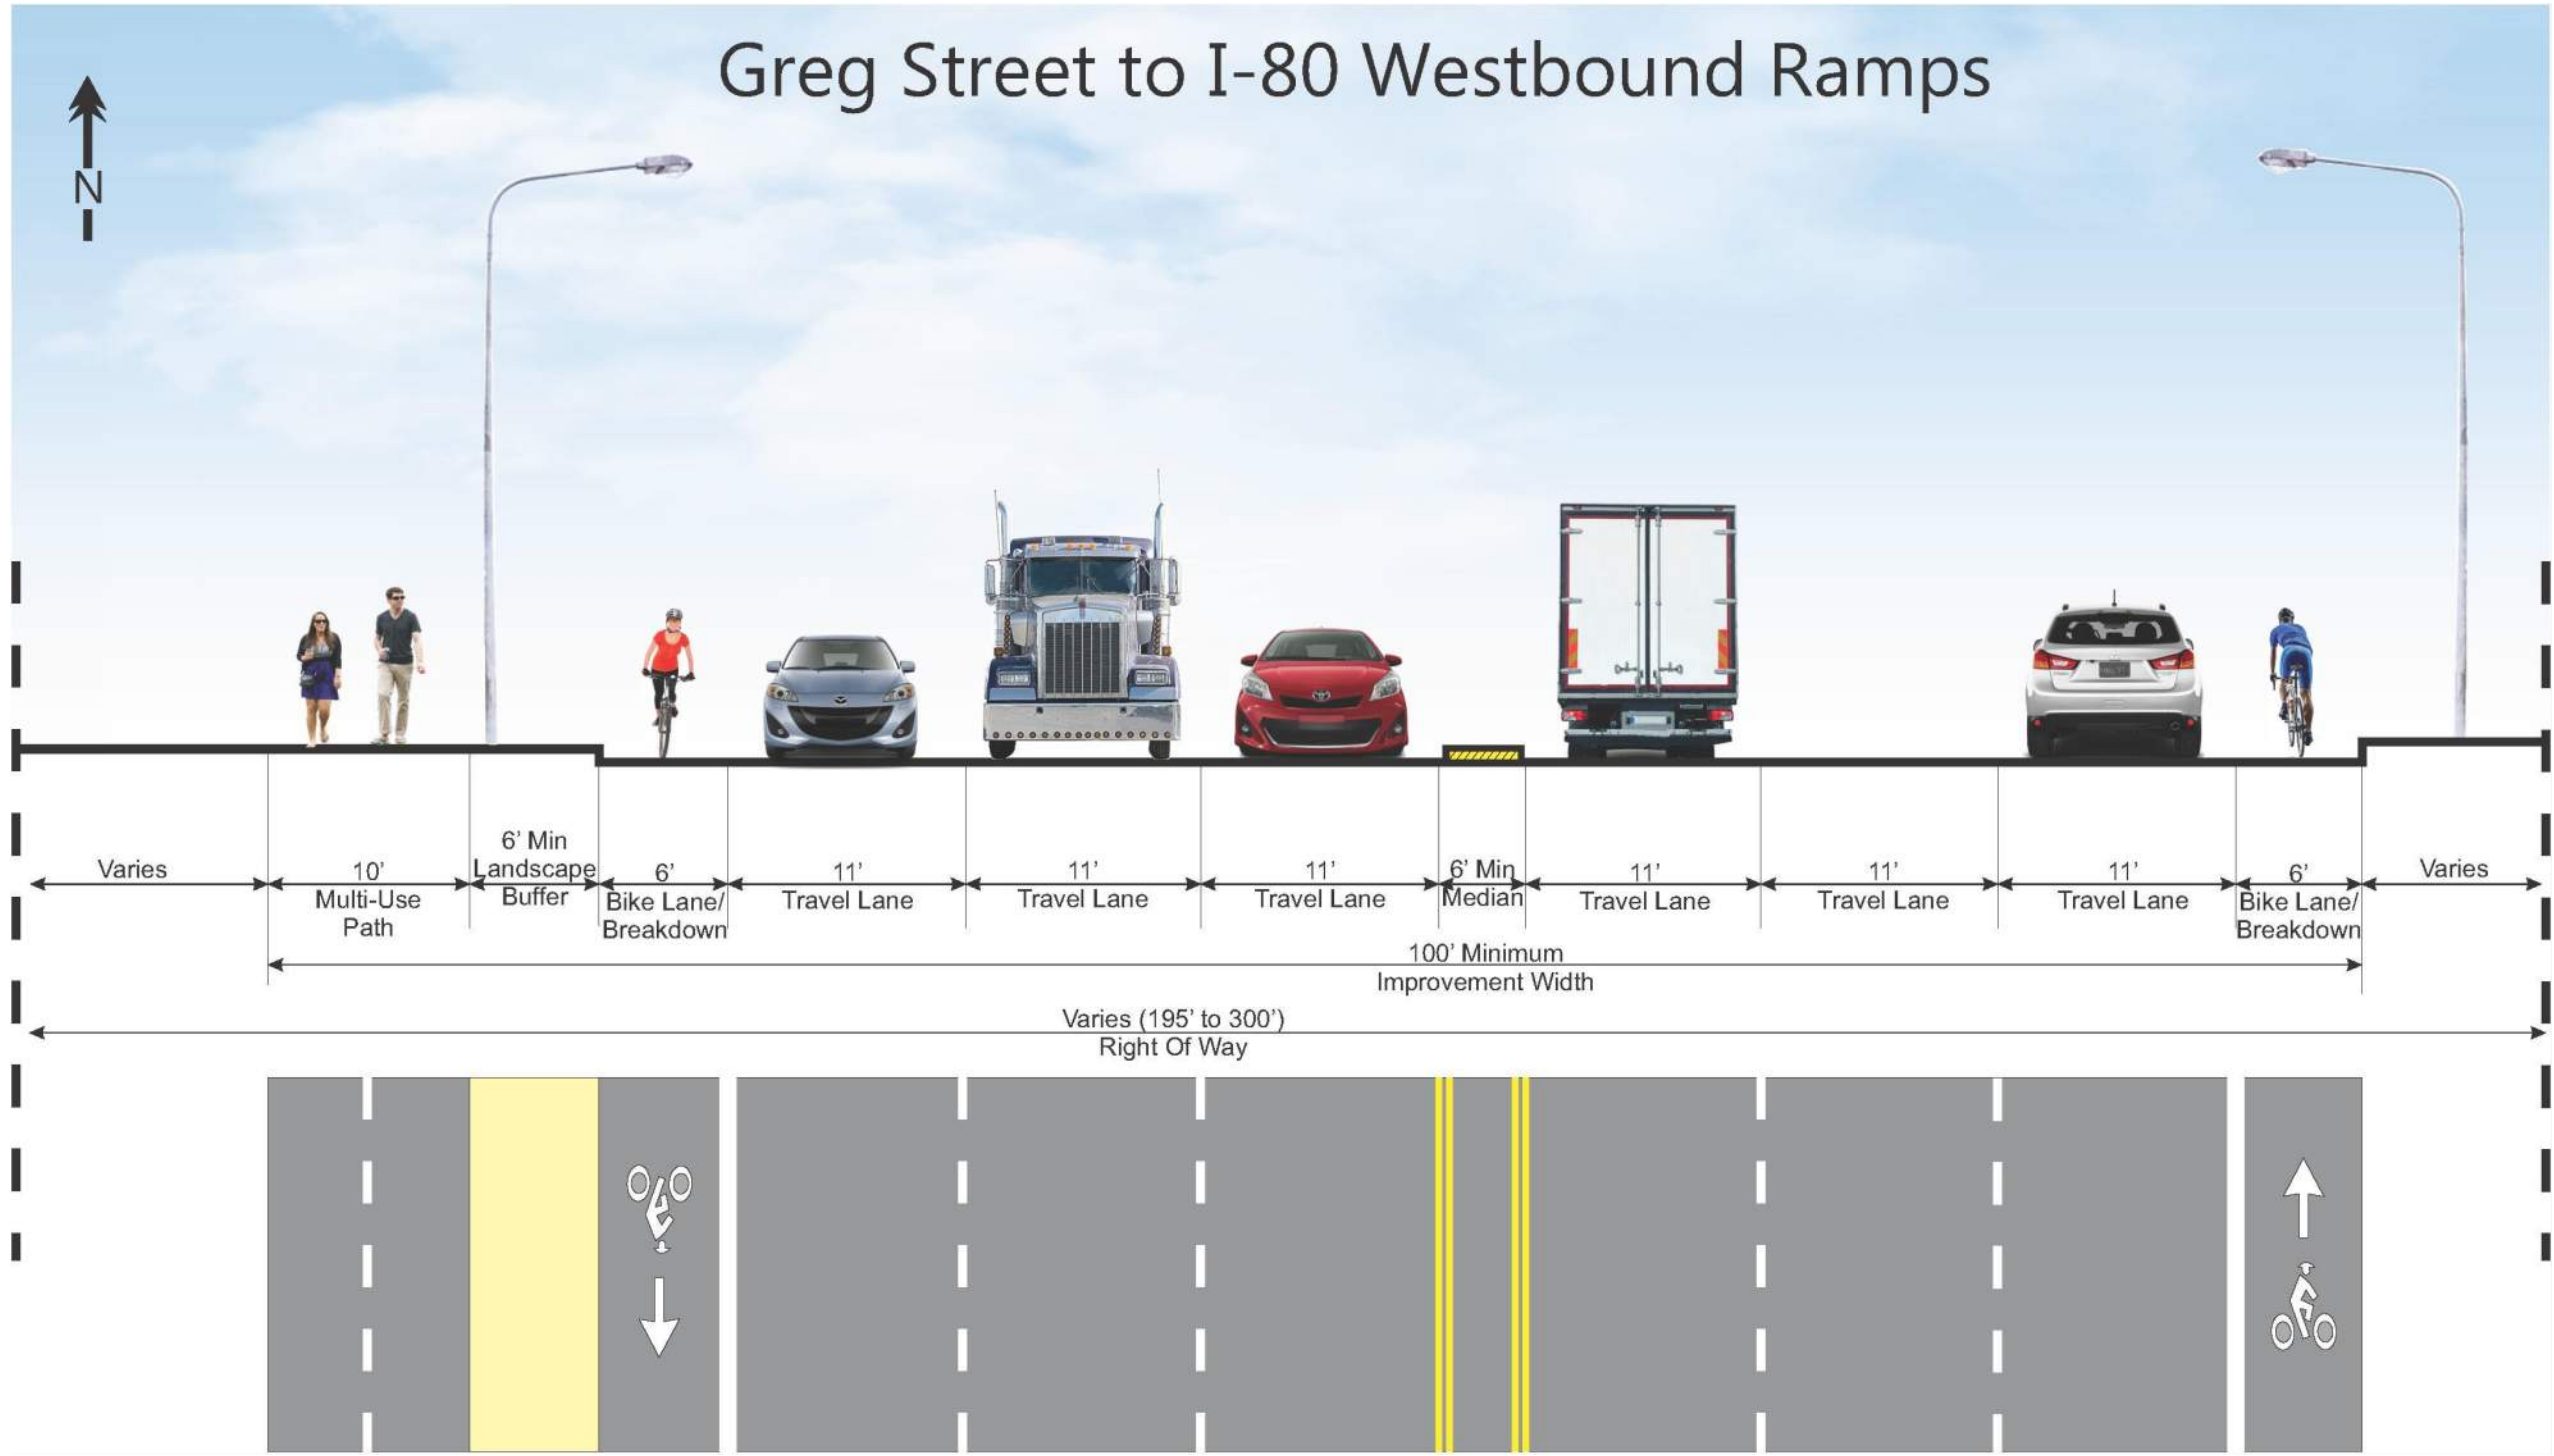 Greg Street to I-80 Westbound Ramps
N
Varies
10’
Multi-Use
Path
6’ Min
Landscape
Buffer
6’
Bike Lane/
Breakdown
11’
Travel Lane
11’
Travel Lane
11’
Travel Lane
6’ Min
Median
11’
Travel Lane
11’
Travel Lane
11’
Travel Lane
6’
Bike Lane/
Breakdown
Varies
100’ Minimum
Improvement Width
Varies (195’ to 300’)
Right Of Way